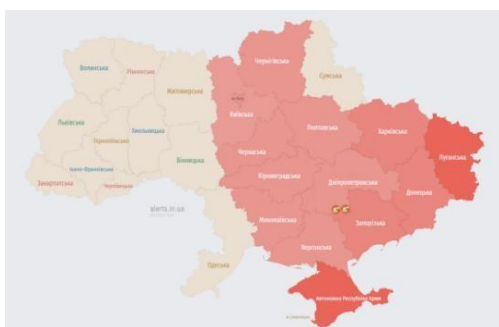 Чернігівська
Сумська
Волинська
Рівненська
Житомирська
Київська
Полтавська
Харківська
Луганська
Львівська
Тернопільська
Хмельницька
Черкаська
Вінницька
Івано-Франківська
Закарпатська
Чернівецька
Кіровоградська
Дніпропетровська
Донецька
alerts.in.ua
Миколаївська
Запорізька
Херсонська
Одеська
Автономна Республіка Крим